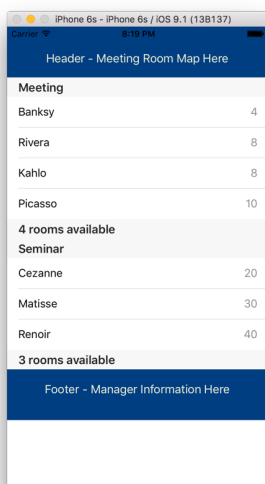 iPhone 6s - iPhone 6s / iOS 9.1 (13B137)
Carrier 8:19 PM
Header - Meeting Room Map Here
Meeting
Banksy 4
Rivera 8
Kahlo 8
Picasso 10
4 rooms available
Seminar
Cezanne 20
Matisse 30
Renoir 40
3 rooms available
Footer - Manager Information Here